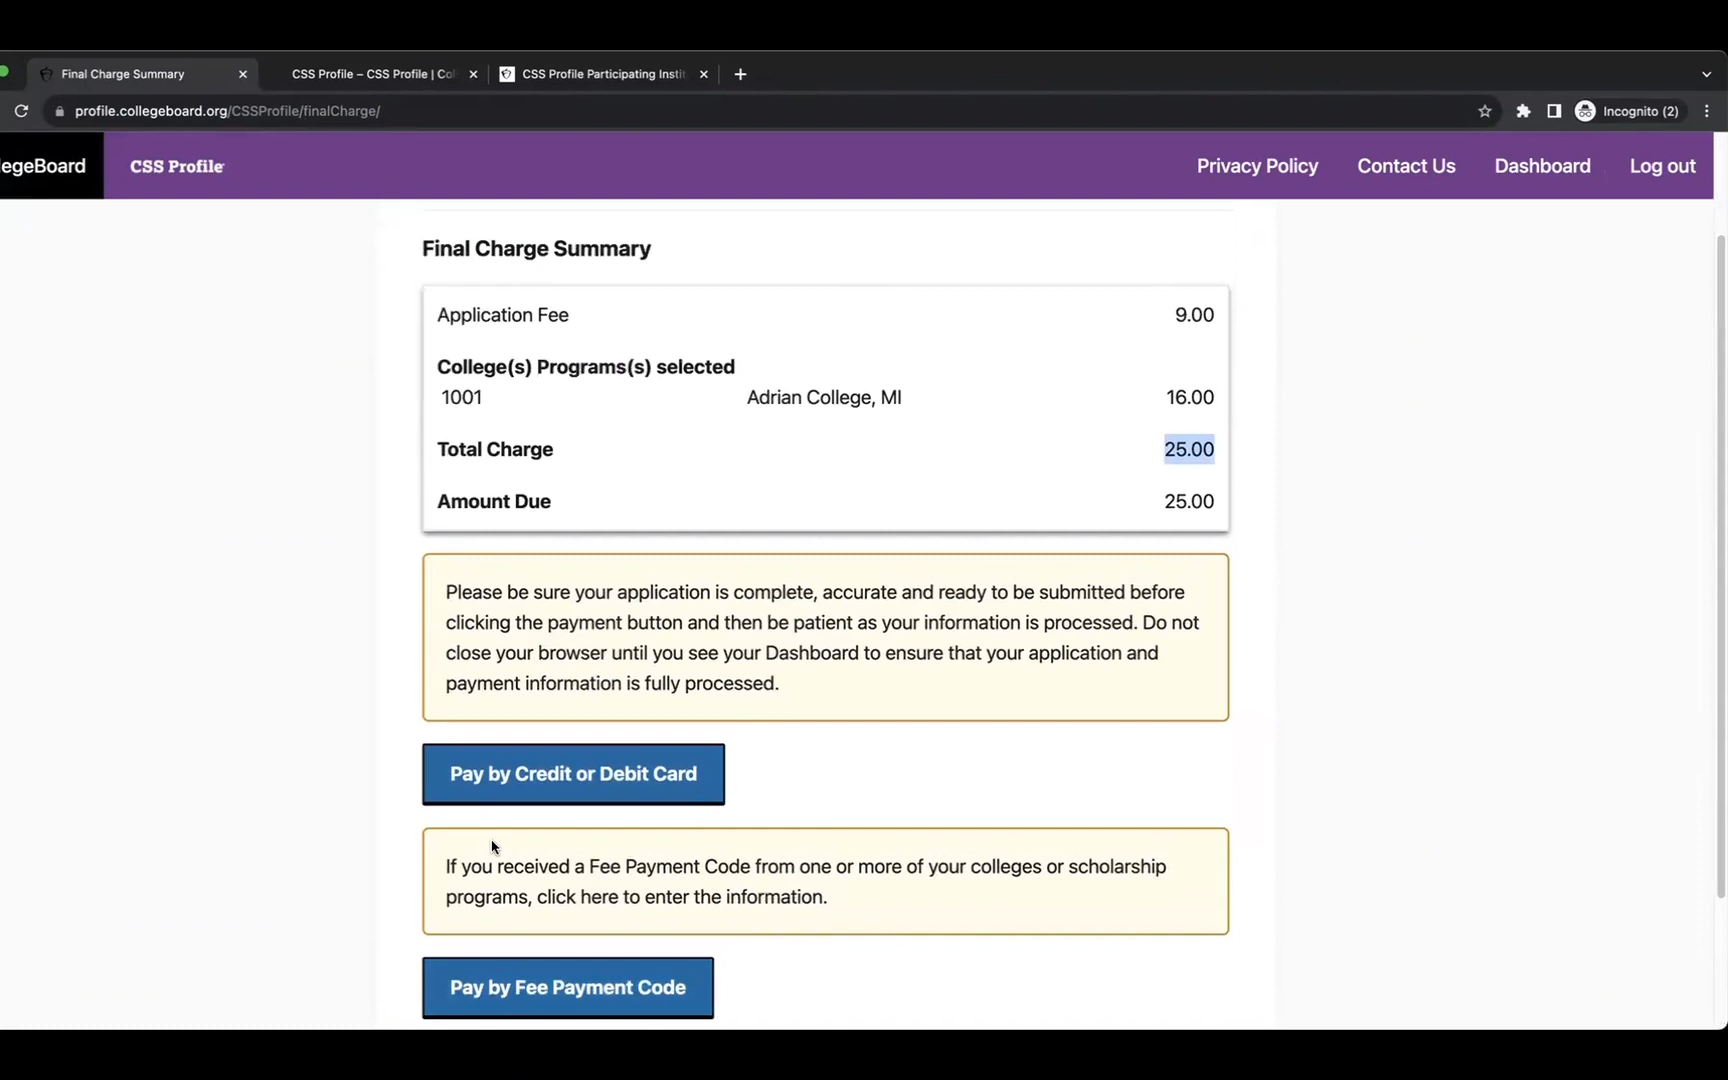 Final Charge Summary
CSS Profile – CSS Profile | Co
CSS Profile Participating Instit
profile.collegeboard.org/CSSProfile/finalCharge/
Incognito (2)
legeBoard
CSS Profile
Privacy Policy
Contact Us
Dashboard
Log out
Final Charge Summary
Application Fee 9.00
College(s) Programs(s) selected
1001 Adrian College, MI 16.00
Total Charge 25.00
Amount Due 25.00
Please be sure your application is complete, accurate and ready to be submitted before
clicking the payment button and then be patient as your information is processed. Do not
close your browser until you see your Dashboard to ensure that your application and
payment information is fully processed.
Pay by Credit or Debit Card
If you received a Fee Payment Code from one or more of your colleges or scholarship
programs, click here to enter the information.
Pay by Fee Payment Code